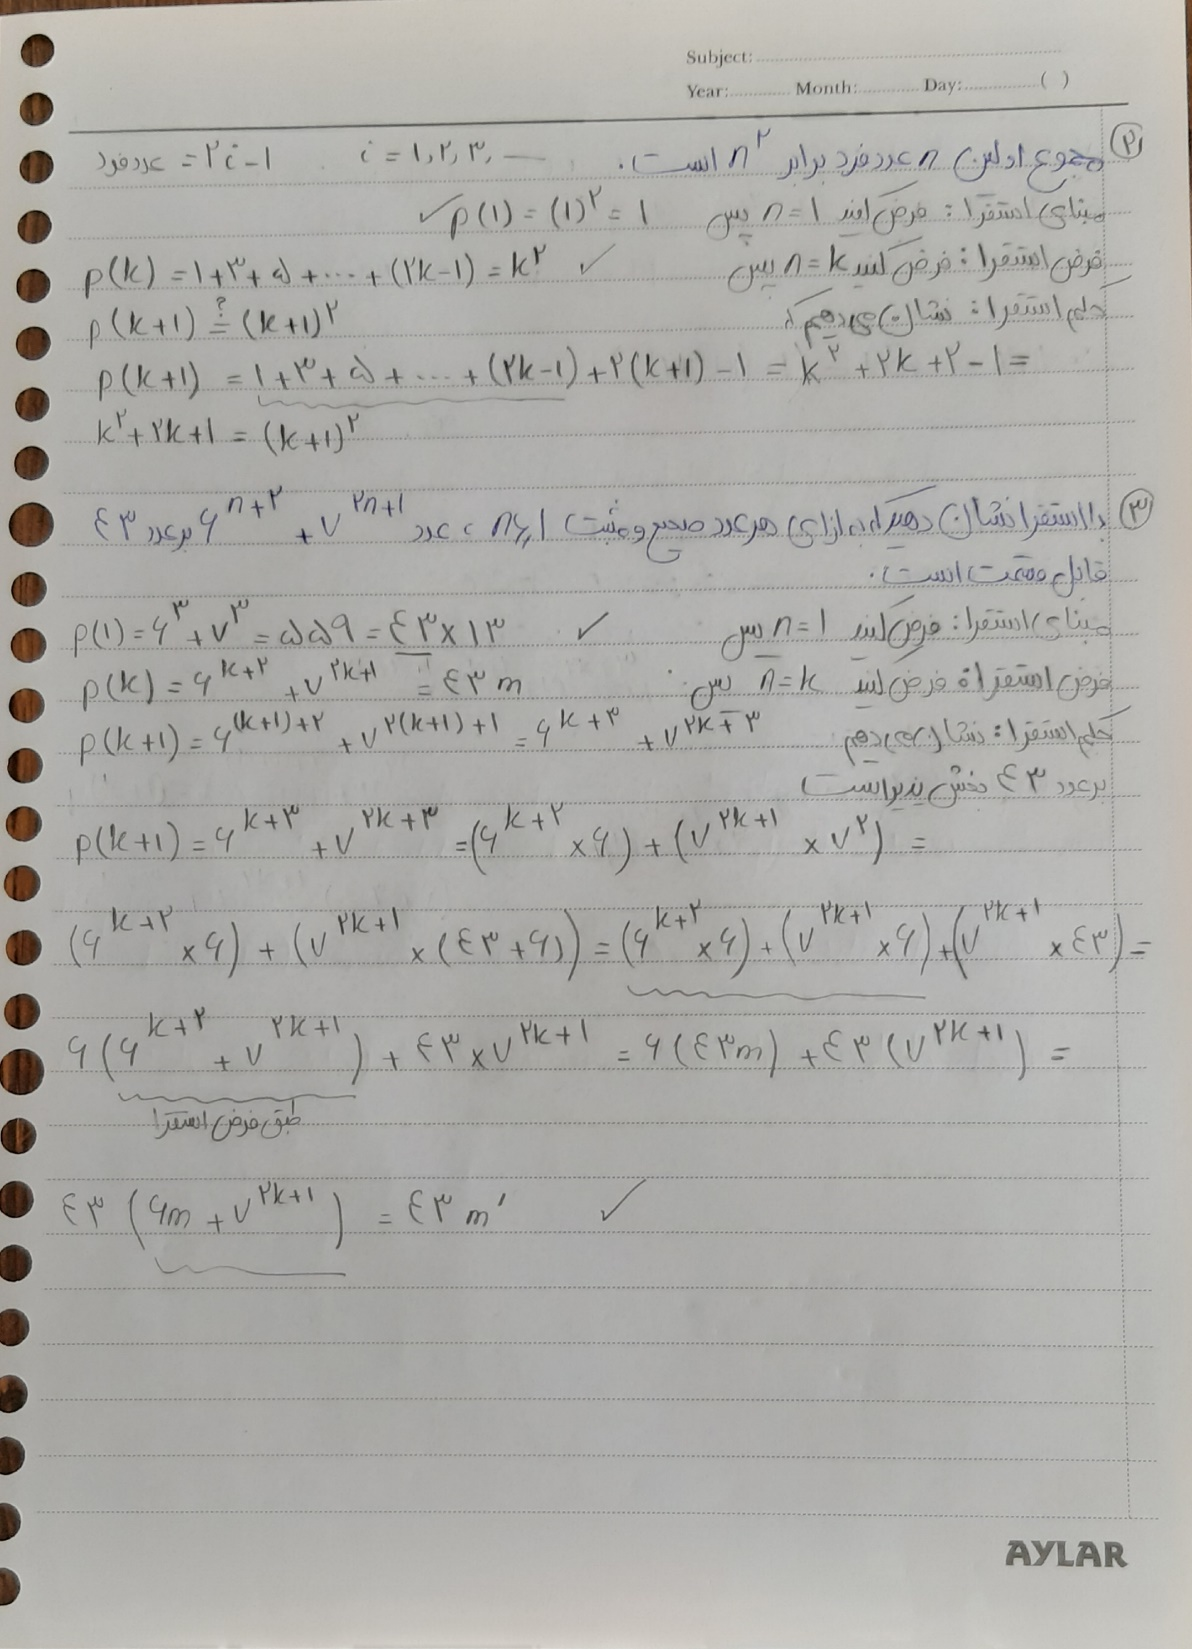 Subject:
Year: Month: Day: ( )
② مجموع اولین n عدد فرد برابر n^۲ است. i = ۱,۲,۳,... عدد فرد = ۲i-۱
مبنای استقرا: فرض کنید n=۱ پس p(۱) = (۱)^۲ = ۱ ✓
فرض استقرا: فرض کنید n=k پس p(k) = ۱+۳+۵+...+(۲k-۱) = k^۲ ✓
حکم استقرا: نشان می‌دهیم که p(k+۱) ≟ (k+۱)^۲
p(k+۱) = ۱+۳+۵+...+(۲k-۱)+۲(k+۱)-۱ = k^۲+۲k+۲-۱ =
k^۲+۲k+۱ = (k+۱)^۲
③ با استقرا نشان دهید که به ازای هر عدد صحیح و مثبت n≥۱، عدد ۶^{n+۲} + ۷^{۲n+۱} بر عدد ۴۳
قابل قسمت است.
مبنای استقرا: فرض کنید n=۱ پس p(۱) = ۶^۳+۷^۳ = ۵۵۹ = ۴۳×۱۳ ✓
فرض استقرا: فرض کنید n=k پس: p(k) = ۶^{k+۲}+۷^{۲k+۱} = ۴۳m
حکم استقرا: نشان می‌دهیم p(k+۱) = ۶^{(k+۱)+۲}+۷^{۲(k+۱)+۱} = ۶^{k+۳}+۷^{۲k+۳}
بر عدد ۴۳ بخش پذیر است
p(k+۱) = ۶^{k+۳}+۷^{۲k+۳} = (۶^{k+۲}×۶)+(۷^{۲k+۱}×۷^۲) =
(۶^{k+۲}×۶)+(۷^{۲k+۱}×(۴۳+۶)) = (۶^{k+۲}×۶)+(۷^{۲k+۱}×۶)+(۷^{۲k+۱}×۴۳) =
۶(۶^{k+۲}+۷^{۲k+۱})+۴۳×۷^{۲k+۱} = ۶(۴۳m)+۴۳(۷^{۲k+۱}) =
طبق فرض استقرا
۴۳(۶m+۷^{۲k+۱}) = ۴۳m' ✓
AYLAR